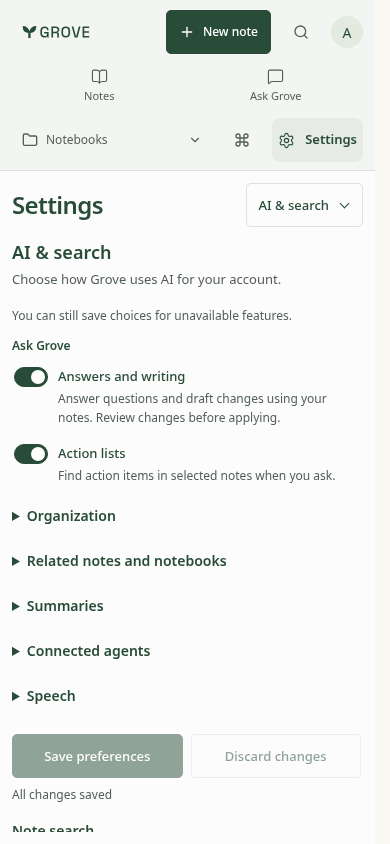 GROVE
New note
A
Notes
Ask Grove
Notebooks
Settings
Settings
AI & search
AI & search
Choose how Grove uses AI for your account.
You can still save choices for unavailable features.
Ask Grove
Answers and writing
Answer questions and draft changes using your
notes. Review changes before applying.
Action lists
Find action items in selected notes when you ask.
Organization
Related notes and notebooks
Summaries
Connected agents
Speech
Save preferences
Discard changes
All changes saved
Note search